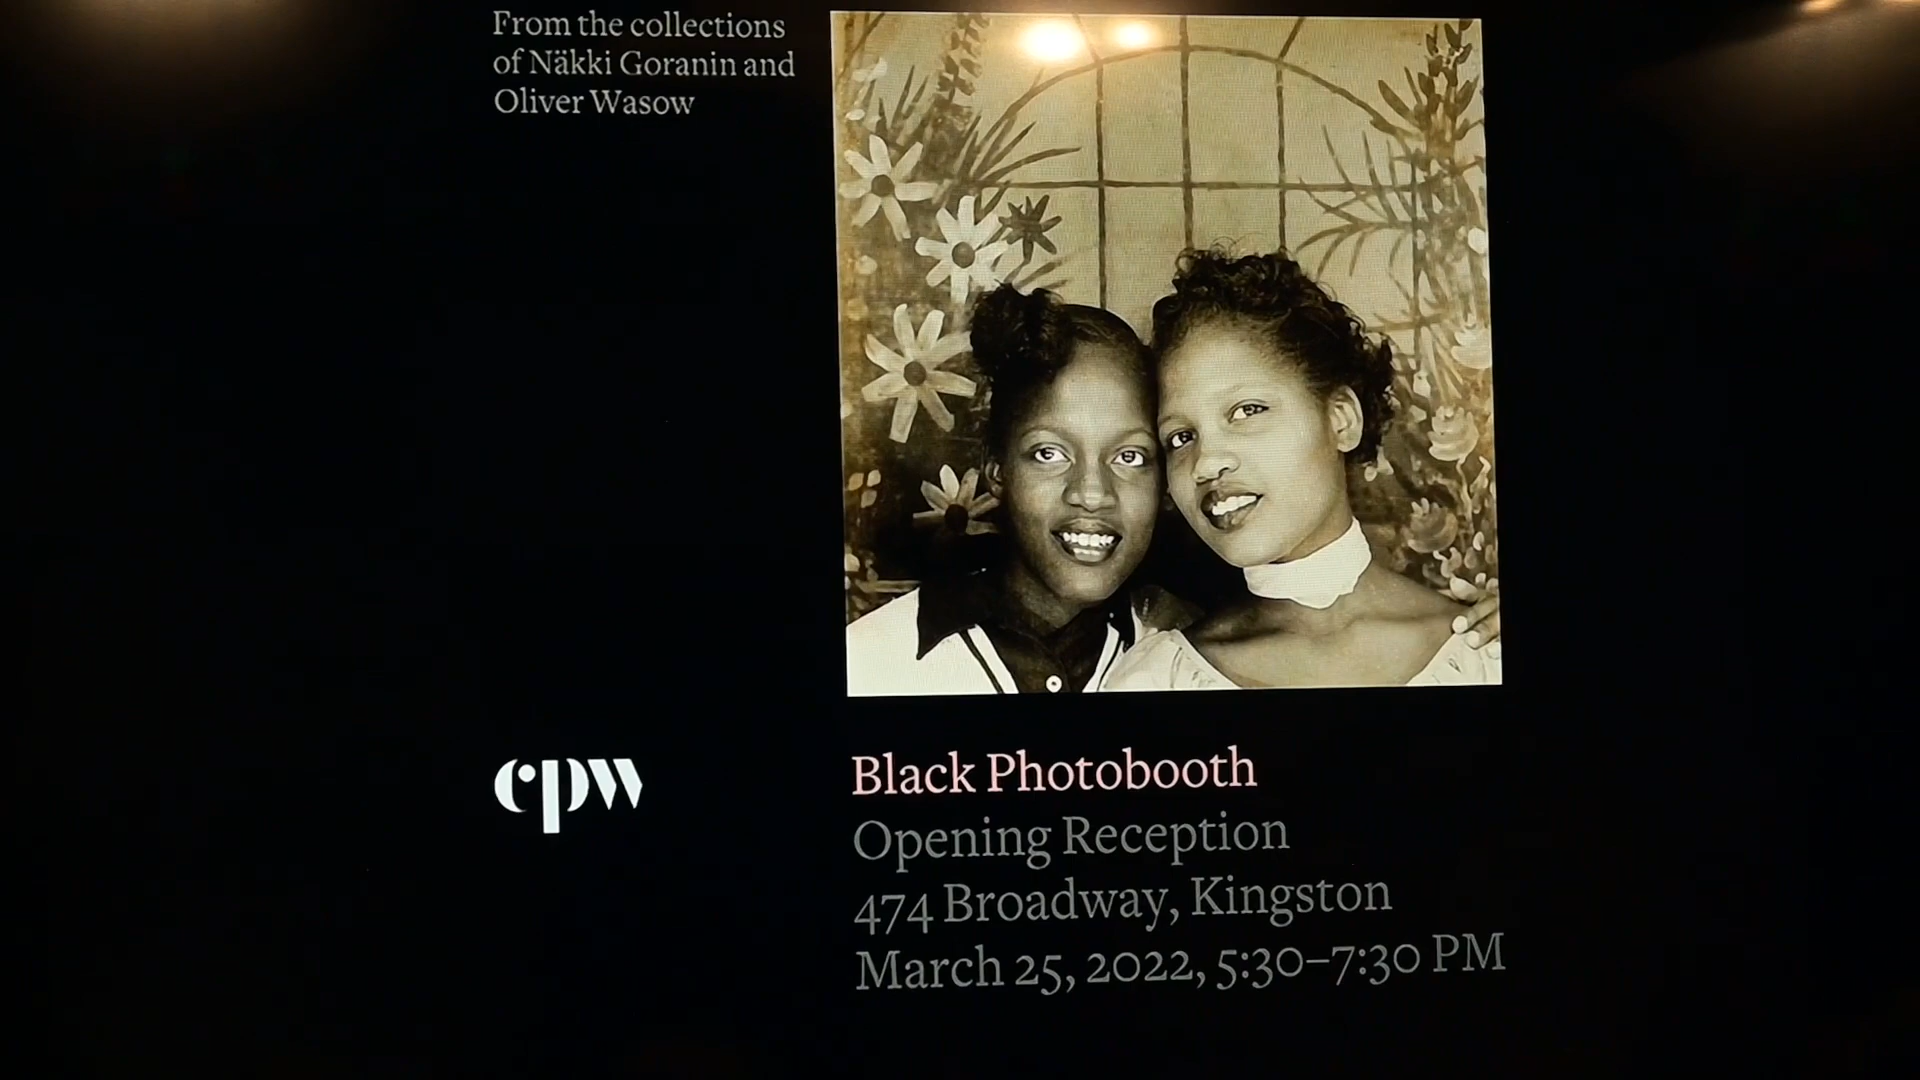 From the collections
of Näkki Goranin and
Oliver Wasow
cpw
Black Photobooth
Opening Reception
474 Broadway, Kingston
March 25, 2022, 5:30–7:30 PM